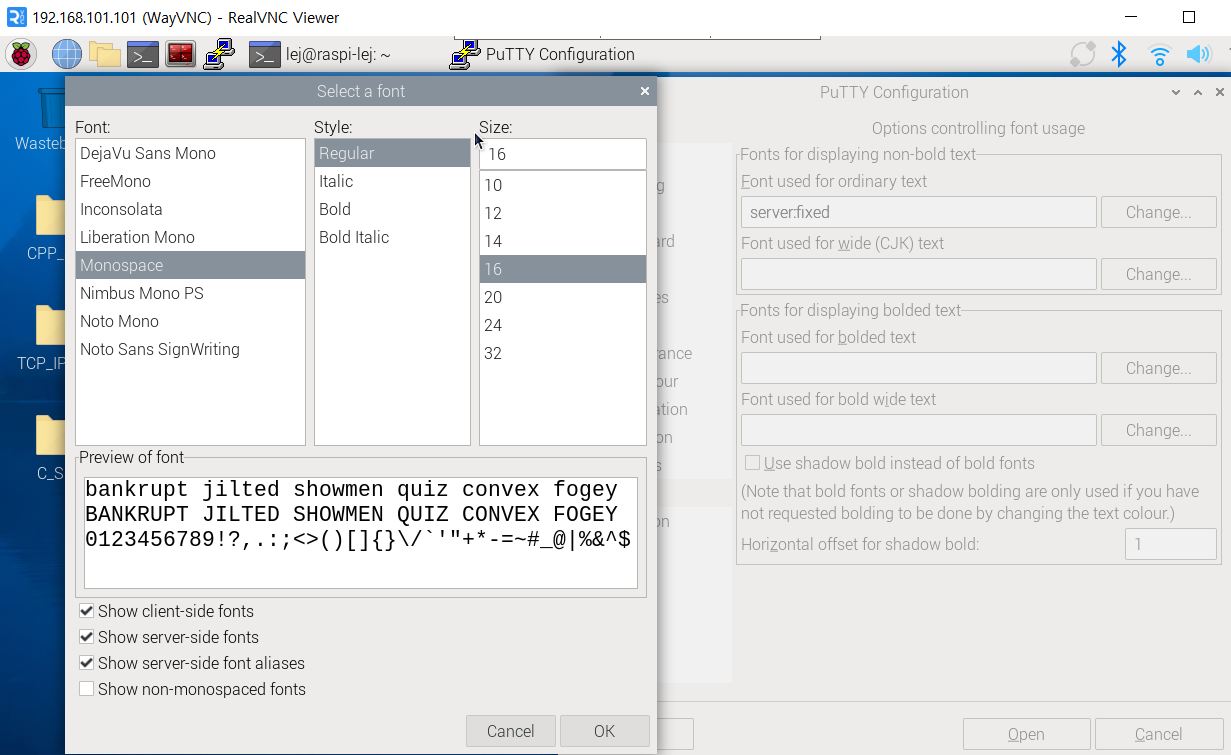 192.168.101.101 (WayVNC) - RealVNC Viewer
lej@raspi-lej: ~
PuTTY Configuration
Select a font
Font:
Style:
Size:
DejaVu Sans Mono
FreeMono
Inconsolata
Liberation Mono
Monospace
Nimbus Mono PS
Noto Mono
Noto Sans SignWriting
Regular
Italic
Bold
Bold Italic
16
10
12
14
16
20
24
32
Preview of font
bankrupt jilted showmen quiz convex fogey
BANKRUPT JILTED SHOWMEN QUIZ CONVEX FOGEY
0123456789!?,.:;<>()[]{}\/`'"+*-=~#_@|%&^$
Show client-side fonts
Show server-side fonts
Show server-side font aliases
Show non-monospaced fonts
Cancel
OK
PuTTY Configuration
Options controlling font usage
Fonts for displaying non-bold text
Font used for ordinary text
server:fixed
Change...
Font used for wide (CJK) text
Change...
Fonts for displaying bolded text
Font used for bolded text
Change...
Font used for bold wide text
Change...
Use shadow bold instead of bold fonts
(Note that bold fonts or shadow bolding are only used if you have
not requested bolding to be done by changing the text colour.)
Horizontal offset for shadow bold:
1
Open
Cancel
Wasteb
CPP_
TCP_IP
C_S